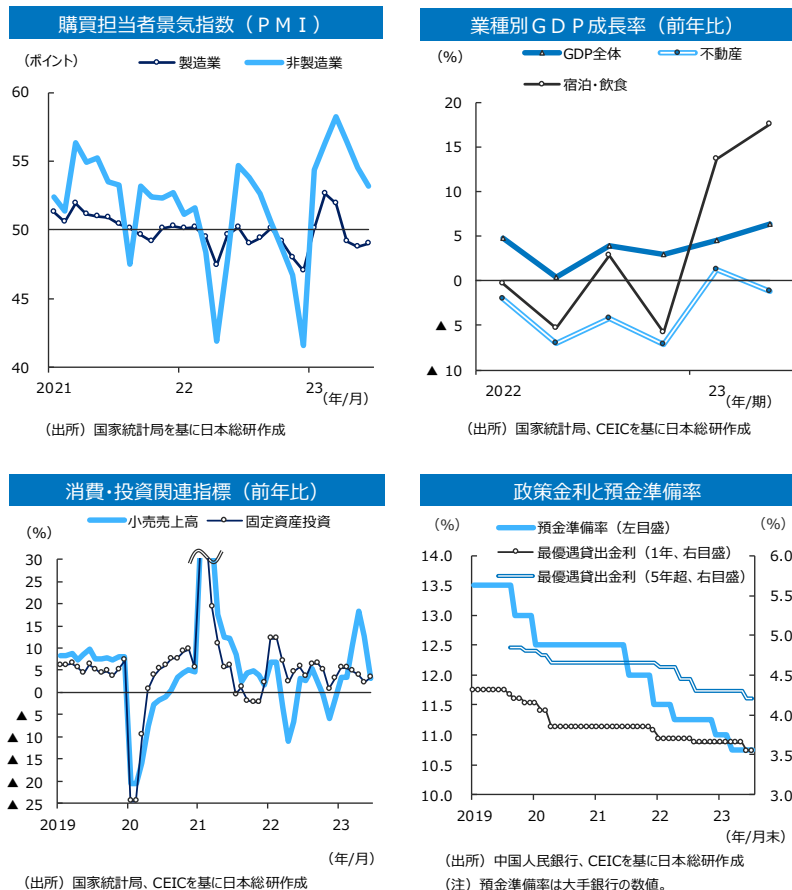 購買担当者景気指数（ＰＭＩ）
(ポイント)
製造業
非製造業
60
55
50
45
40
2021
22
23
(年/月)
（出所）国家統計局を基に日本総研作成
業種別ＧＤＰ成長率（前年比）
(%)
GDP全体
不動産
宿泊・飲食
20
15
10
5
0
▲ 5
▲ 10
2022
23
(年/期)
（出所）国家統計局、CEICを基に日本総研作成
消費・投資関連指標（前年比）
(%)
小売売上高
固定資産投資
30
25
20
15
10
5
0
▲ 5
▲ 10
▲ 15
▲ 20
▲ 25
2019
20
21
22
23
(年/月)
（出所）国家統計局、CEICを基に日本総研作成
政策金利と預金準備率
(%)
(%)
預金準備率（左目盛）
最優遇貸出金利（1年、右目盛）
最優遇貸出金利（5年超、右目盛）
14.0
13.5
13.0
12.5
12.0
11.5
11.0
10.5
10.0
6.0
5.5
5.0
4.5
4.0
3.5
3.0
2019
20
21
22
23
(年/月末)
（出所）中国人民銀行、CEICを基に日本総研作成
（注）預金準備率は大手銀行の数値。